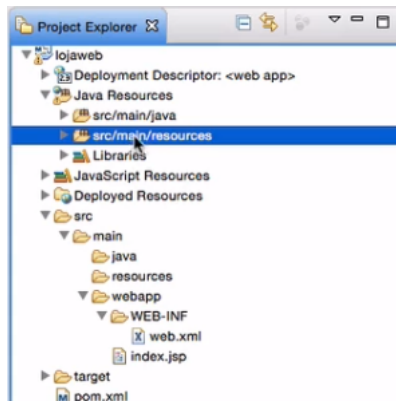 Project Explorer
lojaweb
Deployment Descriptor: <web app>
Java Resources
src/main/java
src/main/resources
Libraries
JavaScript Resources
Deployed Resources
src
main
java
resources
webapp
WEB-INF
web.xml
index.jsp
target
pom.xml